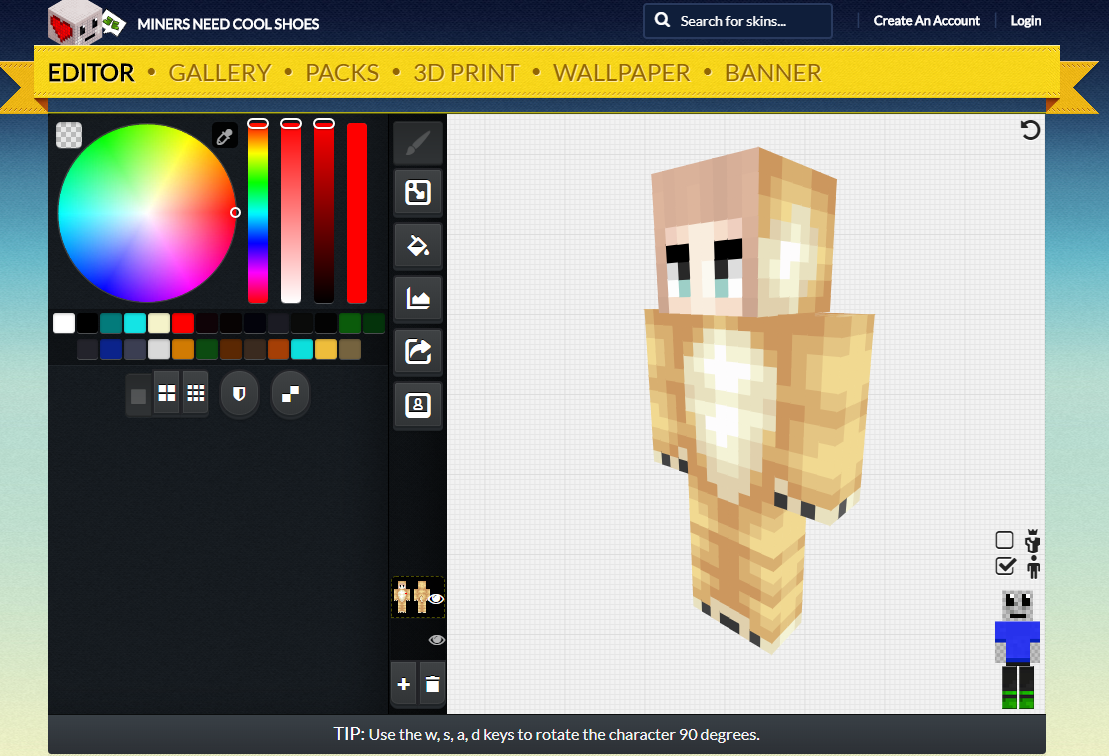 MINERS NEED COOL SHOES
Search for skins...
Create An Account
Login
EDITOR • GALLERY • PACKS • 3D PRINT • WALLPAPER • BANNER
TIP: Use the w, s, a, d keys to rotate the character 90 degrees.